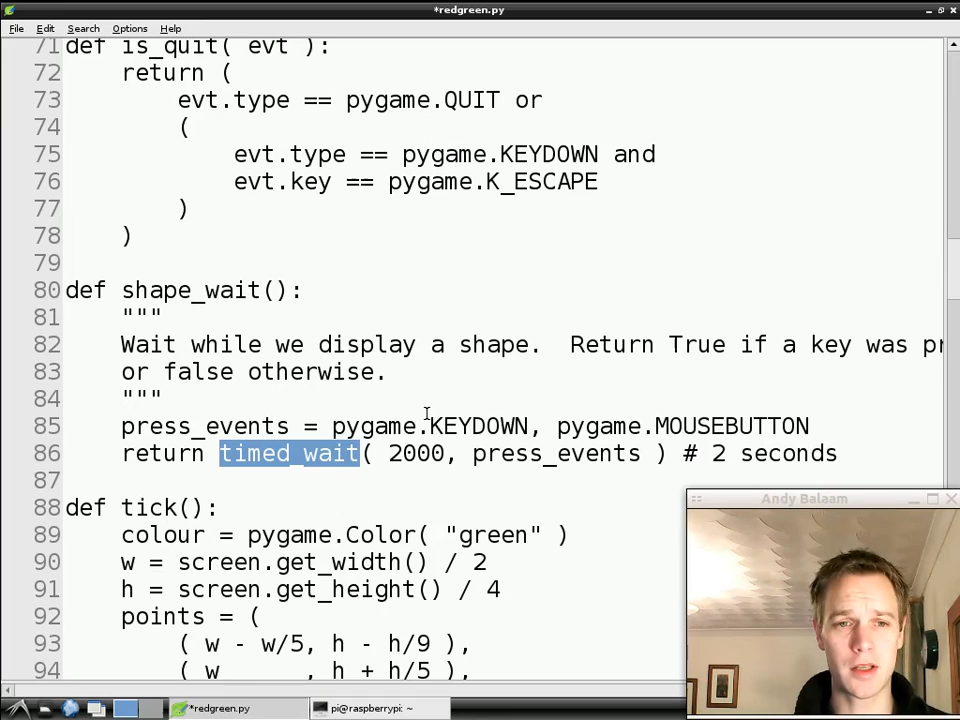 *redgreen.py
File Edit Search Options Help
71 def is_quit( evt ):
72 return (
73 evt.type == pygame.QUIT or
74 (
75 evt.type == pygame.KEYDOWN and
76 evt.key == pygame.K_ESCAPE
77 )
78 )
79
80 def shape_wait():
81 """
82 Wait while we display a shape.  Return True if a key was pr
83 or false otherwise.
84 """
85 press_events = pygame.KEYDOWN, pygame.MOUSEBUTTON
86 return timed_wait( 2000, press_events ) # 2 seconds
87
88 def tick():
89 colour = pygame.Color( "green" )
90 w = screen.get_width() / 2
91 h = screen.get_height() / 4
92 points = (
93 ( w - w/5, h - h/9 ),
94 ( w      , h + h/5 ),
Andy Balaam
*redgreen.py
pi@raspberrypi: ~